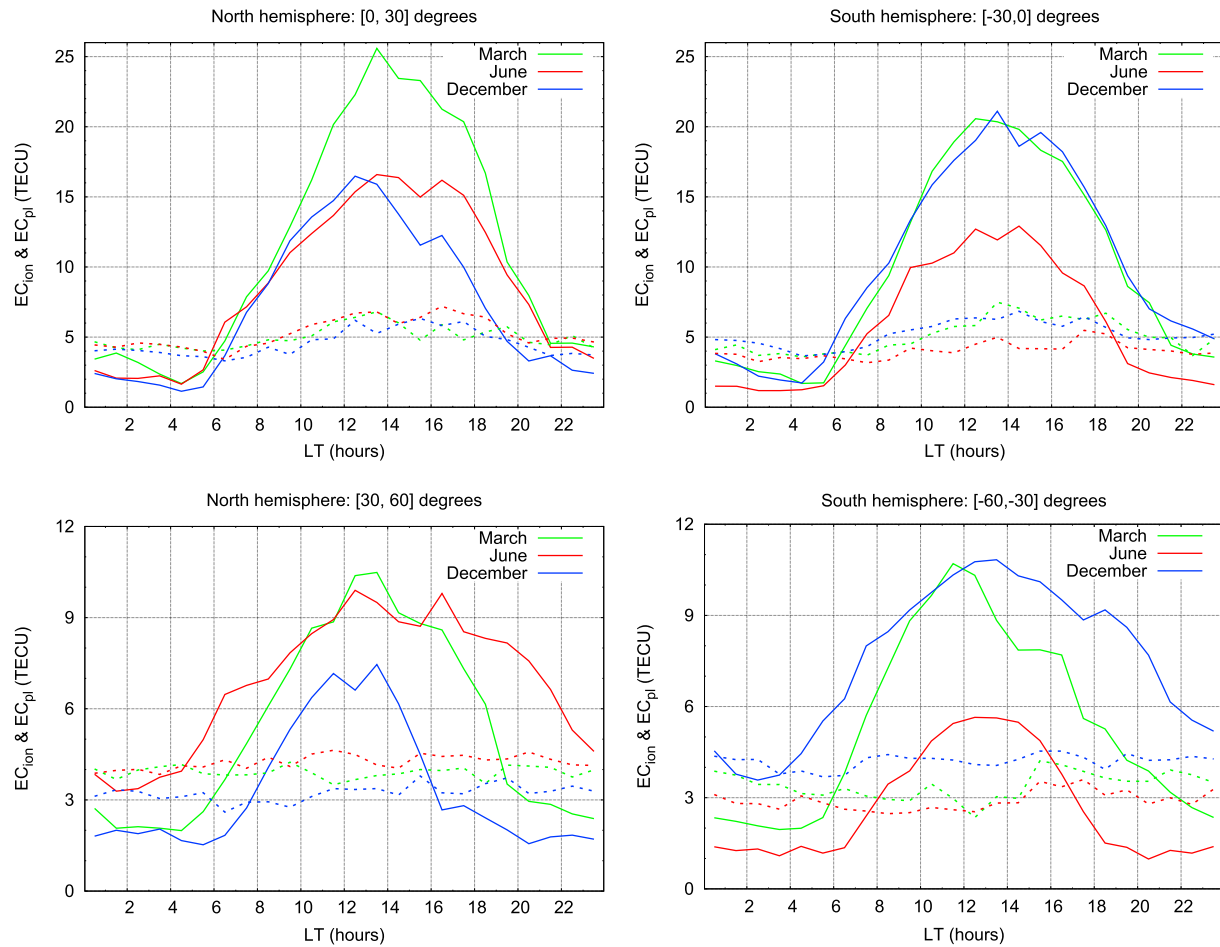 North hemisphere: [0, 30] degrees
EC_ion & EC_pl (TECU)
25
20
15
10
5
0
March
June
December
2 4 6 8 10 12 14 16 18 20 22
LT (hours)
South hemisphere: [-30,0] degrees
EC_ion & EC_pl (TECU)
25
20
15
10
5
0
March
June
December
2 4 6 8 10 12 14 16 18 20 22
LT (hours)
North hemisphere: [30, 60] degrees
EC_ion & EC_pl (TECU)
12
9
6
3
0
March
June
December
2 4 6 8 10 12 14 16 18 20 22
LT (hours)
South hemisphere: [-60,-30] degrees
EC_ion & EC_pl (TECU)
12
9
6
3
0
March
June
December
2 4 6 8 10 12 14 16 18 20 22
LT (hours)